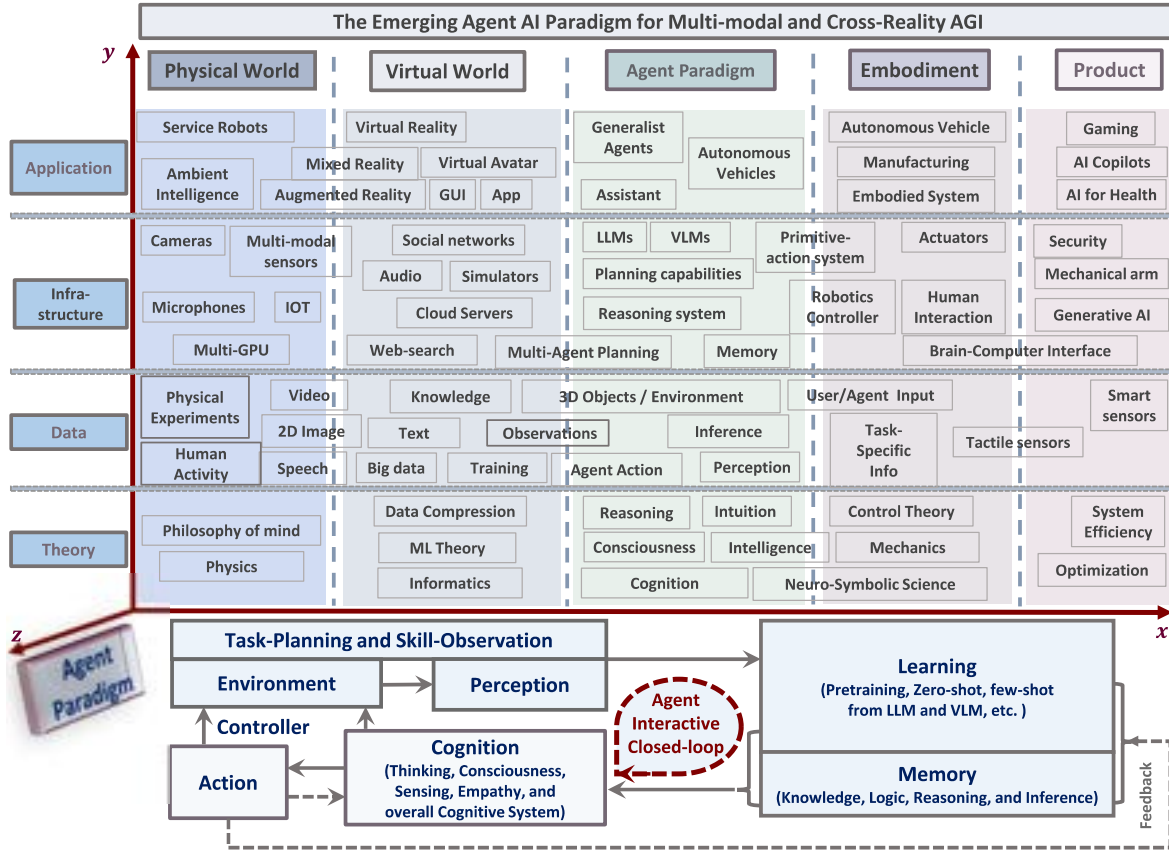 The Emerging Agent AI Paradigm for Multi-modal and Cross-Reality AGI
y
Physical World
Virtual World
Agent Paradigm
Embodiment
Product
Application
Service Robots
Ambient
Intelligence
Mixed Reality
Augmented Reality
Virtual Reality
Virtual Avatar
GUI
App
Generalist
Agents
Autonomous
Vehicles
Assistant
Autonomous Vehicle
Manufacturing
Embodied System
Gaming
AI Copilots
AI for Health
Infra-
structure
Cameras
Multi-modal
sensors
Microphones
IOT
Multi-GPU
Social networks
Audio
Simulators
Cloud Servers
Web-search
Multi-Agent Planning
LLMs
VLMs
Primitive-
action system
Planning capabilities
Reasoning system
Memory
Actuators
Robotics
Controller
Human
Interaction
Brain-Computer Interface
Security
Mechanical arm
Generative AI
Data
Physical
Experiments
Video
2D Image
Human
Activity
Speech
Knowledge
3D Objects / Environment
Text
Observations
Big data
Training
Agent Action
Inference
Perception
User/Agent Input
Task-
Specific
Info
Tactile sensors
Smart
sensors
Theory
Philosophy of mind
Physics
Data Compression
ML Theory
Informatics
Reasoning
Intuition
Consciousness
Intelligence
Cognition
Neuro-Symbolic Science
Control Theory
Mechanics
System
Efficiency
Optimization
z
x
Agent
Paradigm
Task-Planning and Skill-Observation
Environment
Perception
Controller
Action
Cognition
(Thinking, Consciousness,
Sensing, Empathy, and
overall Cognitive System)
Agent
Interactive
Closed-loop
Learning
(Pretraining, Zero-shot, few-shot
from LLM and VLM, etc. )
Memory
(Knowledge, Logic, Reasoning, and Inference)
Feedback